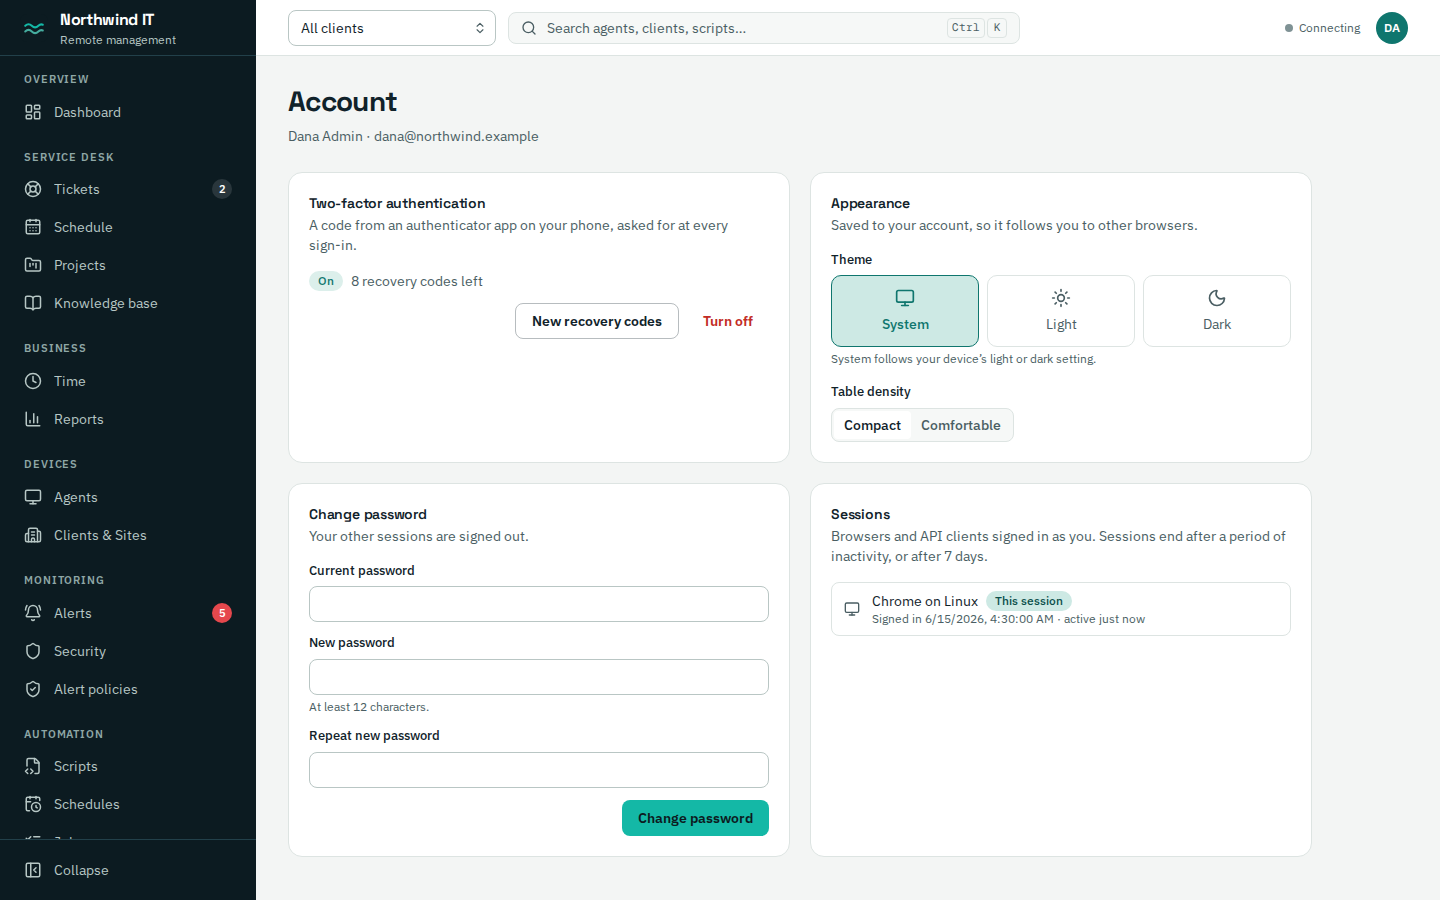 Northwind IT
Remote management
OVERVIEW
Dashboard
SERVICE DESK
Tickets 2
Schedule
Projects
Knowledge base
BUSINESS
Time
Reports
DEVICES
Agents
Clients & Sites
MONITORING
Alerts 5
Security
Alert policies
AUTOMATION
Scripts
Schedules
Collapse
All clients
Search agents, clients, scripts...
Ctrl K
Connecting
DA
Account
Dana Admin · dana@northwind.example
Two-factor authentication
A code from an authenticator app on your phone, asked for at every
sign-in.
On 8 recovery codes left
New recovery codes Turn off
Appearance
Saved to your account, so it follows you to other browsers.
Theme
System Light Dark
System follows your device's light or dark setting.
Table density
Compact Comfortable
Change password
Your other sessions are signed out.
Current password
New password
At least 12 characters.
Repeat new password
Change password
Sessions
Browsers and API clients signed in as you. Sessions end after a period of
inactivity, or after 7 days.
Chrome on Linux This session
Signed in 6/15/2026, 4:30:00 AM · active just now